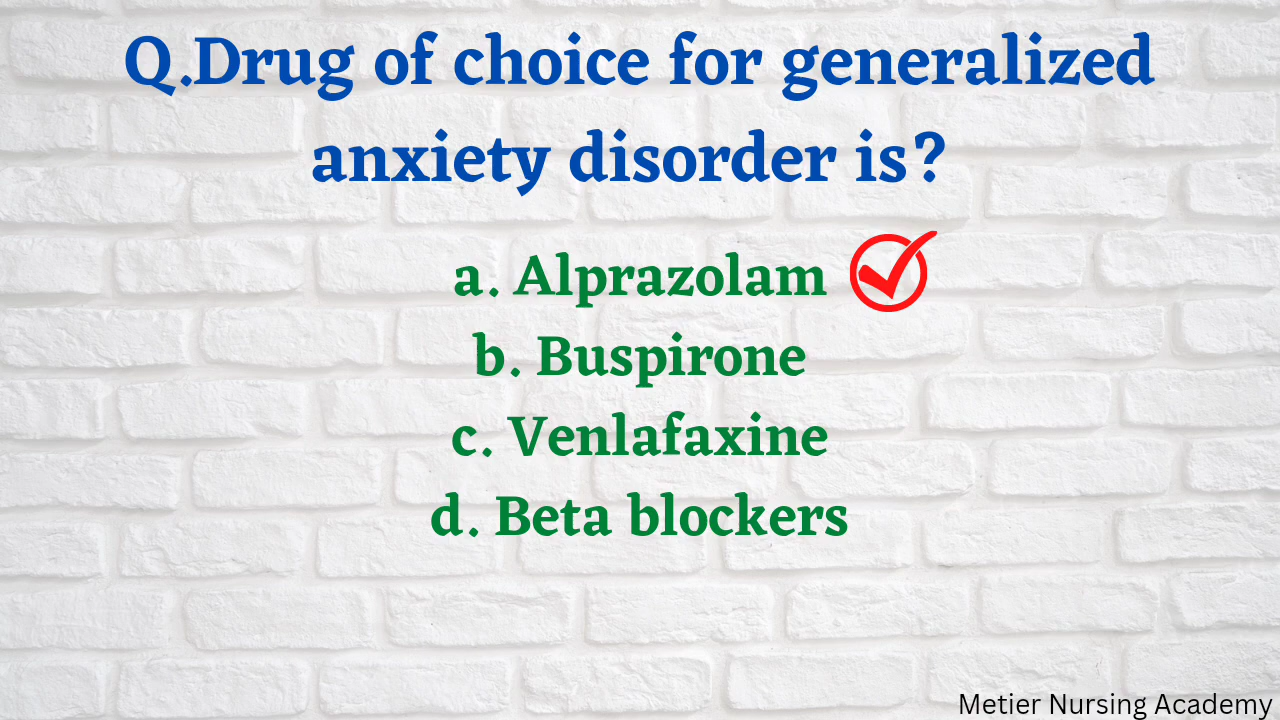 Q.Drug of choice for generalized
anxiety disorder is?
a. Alprazolam
b. Buspirone
c. Venlafaxine
d. Beta blockers
Metier Nursing Academy